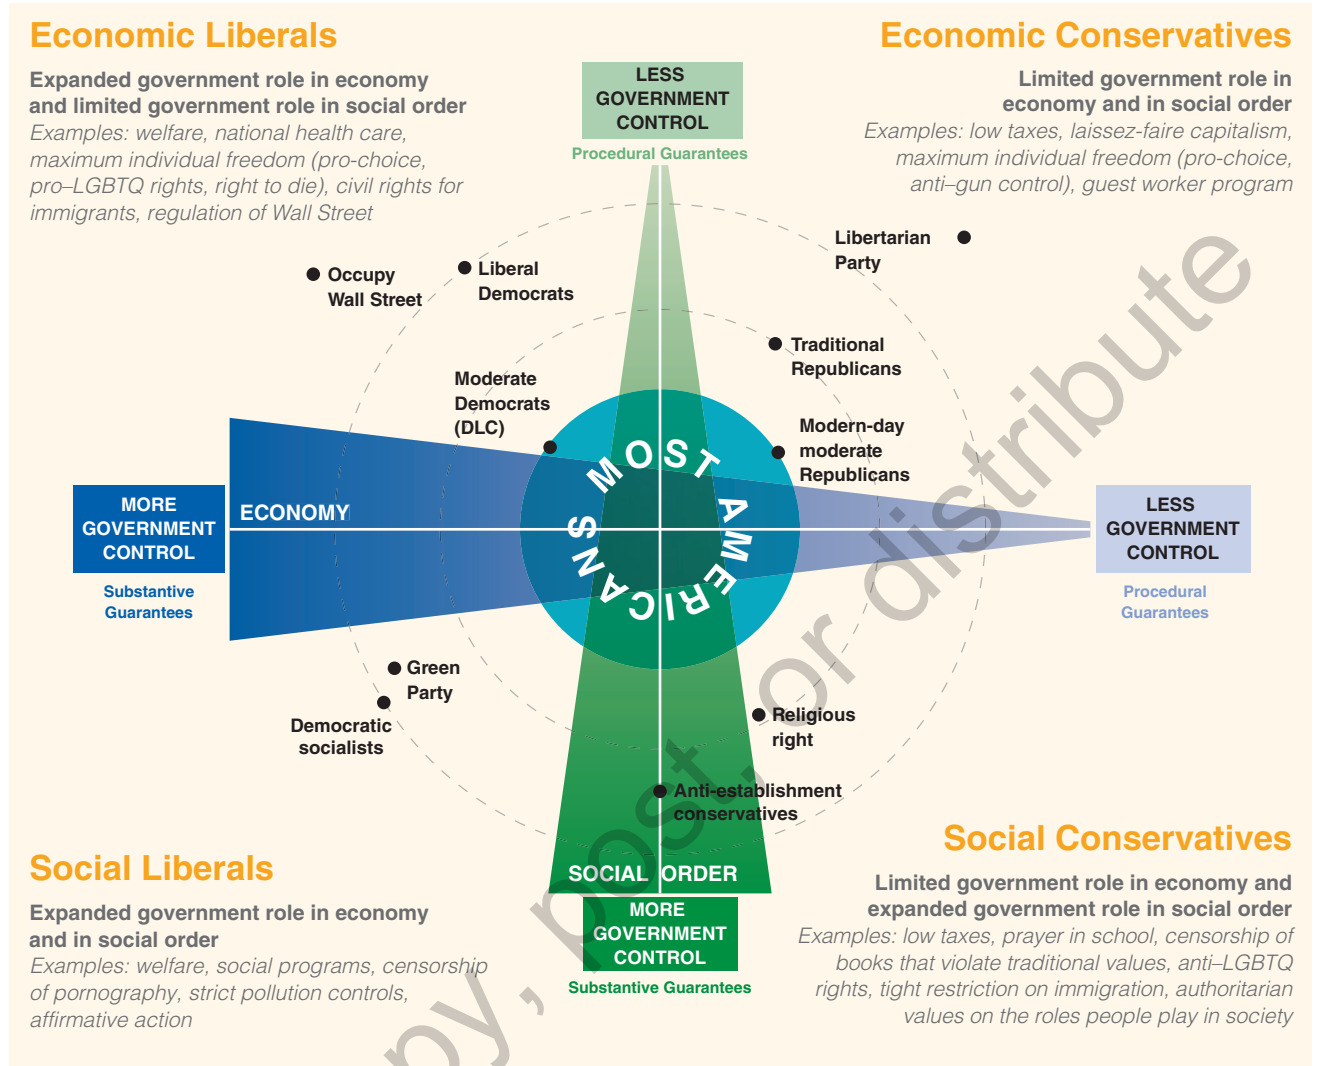 Economic Liberals
Expanded government role in economy
and limited government role in social order
Examples: welfare, national health care,
maximum individual freedom (pro-choice,
pro–LGBTQ rights, right to die), civil rights for
immigrants, regulation of Wall Street
LESS
GOVERNMENT
CONTROL
Procedural Guarantees
Economic Conservatives
Limited government role in
economy and in social order
Examples: low taxes, laissez-faire capitalism,
maximum individual freedom (pro-choice,
anti–gun control), guest worker program
Occupy
Wall Street
Liberal
Democrats
Libertarian
Party
Traditional
Republicans
Moderate
Democrats
(DLC)
Modern-day
moderate
Republicans
MOST AMERICANS
MORE
GOVERNMENT
CONTROL
Substantive
Guarantees
ECONOMY
LESS
GOVERNMENT
CONTROL
Procedural
Guarantees
Green
Party
Democratic
socialists
Religious
right
Anti-establishment
conservatives
SOCIAL ORDER
MORE
GOVERNMENT
CONTROL
Substantive Guarantees
Social Liberals
Expanded government role in economy
and in social order
Examples: welfare, social programs, censorship
of pornography, strict pollution controls,
affirmative action
Social Conservatives
Limited government role in economy and
expanded government role in social order
Examples: low taxes, prayer in school, censorship of
books that violate traditional values, anti–LGBTQ
rights, tight restriction on immigration, authoritarian
values on the roles people play in society
py, post, or distribute